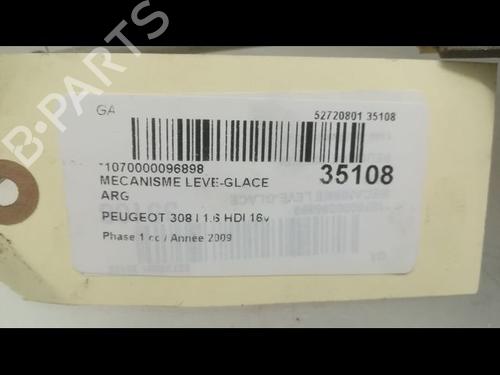 GA
52720801 35108
*1070000096898
35108
MECANISME LEVE-GLACE
ARG
PEUGEOT 308 I 1.6 HDI 16v
Phase 1 cc / Année 2009
B-PARTS